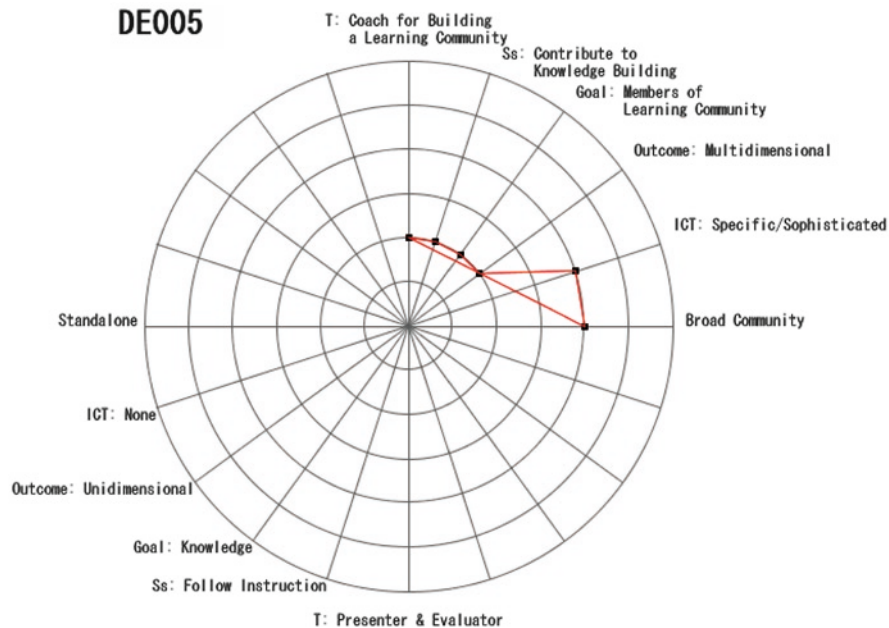 DE005
T: Coach for Building
a Learning Community
Ss: Contribute to
Knowledge Building
Goal: Members of
Learning Community
Outcome: Multidimensional
ICT: Specific/Sophisticated
Standalone
Broad Community
ICT: None
Outcome: Unidimensional
Goal: Knowledge
Ss: Follow Instruction
T: Presenter & Evaluator